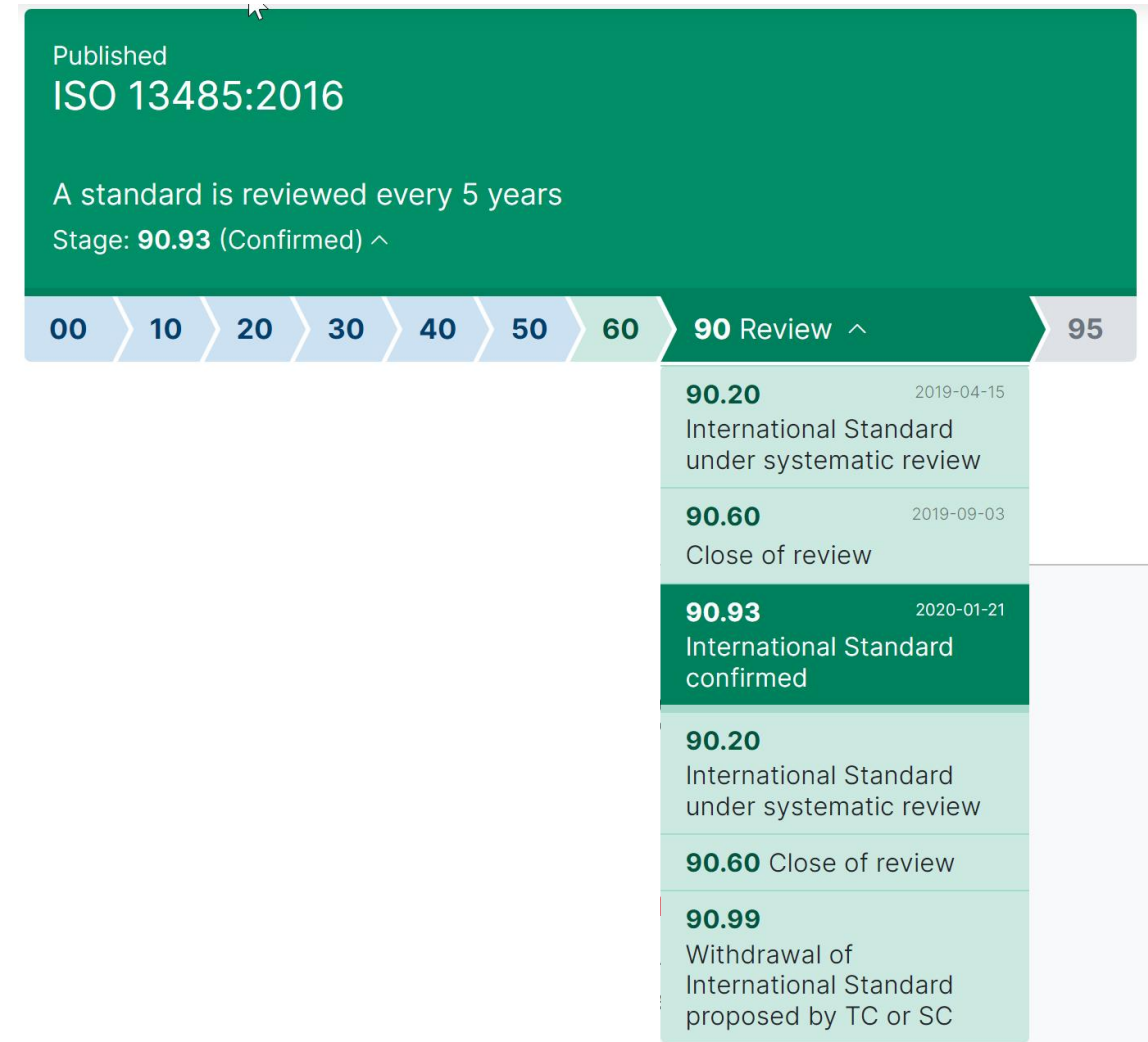 Published
ISO 13485:2016
A standard is reviewed every 5 years
Stage: 90.93 (Confirmed)
00 10 20 30 40 50 60 90 Review 95
90.20 2019-04-15
International Standard
under systematic review
90.60 2019-09-03
Close of review
90.93 2020-01-21
International Standard
confirmed
90.20
International Standard
under systematic review
90.60 Close of review
90.99
Withdrawal of
International Standard
proposed by TC or SC